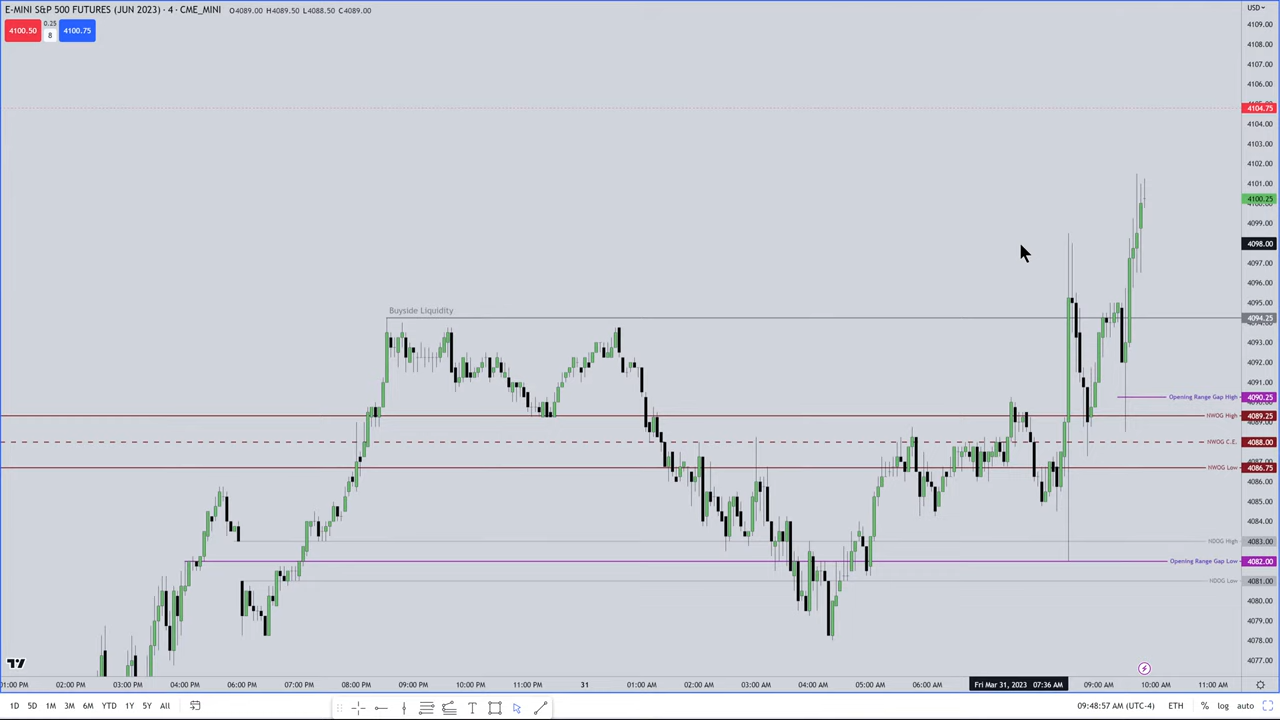 E-MINI S&P 500 FUTURES (JUN 2023) · 4 · CME_MINI O4089.00 H4089.50 L4088.50 C4089.00
4100.50 0.25 8 4100.75
USD
4109.00
4108.00
4107.00
4106.00
4104.75
4104.00
4103.00
4102.00
4101.00
4100.25
4099.00
4098.00
4097.00
4096.00
4095.00
Buyside Liquidity
4094.25
4093.00
4092.00
4091.00
Opening Range Gap High 4090.25
NWOG High 4089.25
NWOG C.E. 4088.00
NWOG Low 4086.75
4086.00
4085.00
4084.00
NDOG High 4083.00
Opening Range Gap Low 4082.00
NDOG Low 4081.00
4080.00
4079.00
4078.00
4077.00
01:00 PM 02:00 PM 03:00 PM 04:00 PM 06:00 PM 07:00 PM 08:00 PM 09:00 PM 10:00 PM 11:00 PM 31 01:00 AM 02:00 AM 03:00 AM 04:00 AM 05:00 AM 06:00 AM Fri Mar 31, 2023 07:36 AM 09:00 AM 10:00 AM 11:00 AM
1D 5D 1M 3M 6M YTD 1Y 5Y All 09:48:57 AM (UTC-4) ETH % log auto